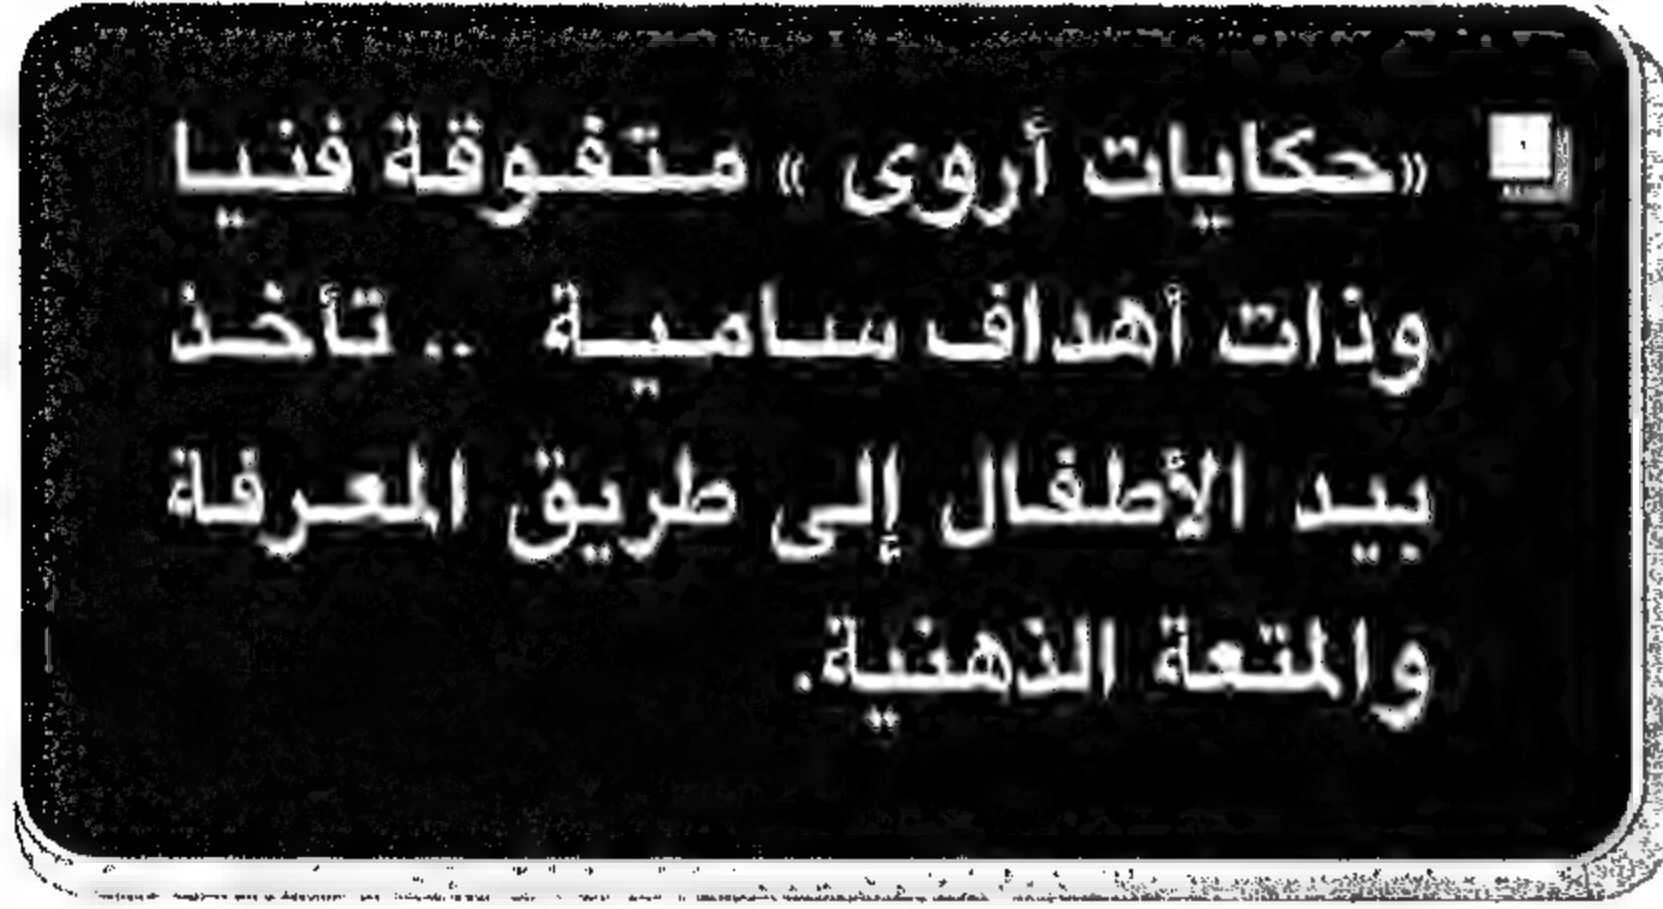 «حكايات أروى» متفوقة فنيا
وذات أهداف سامية .. تأخذ
بيد الأطفال إلى طريق المعرفة
والمتعة الذهنية.